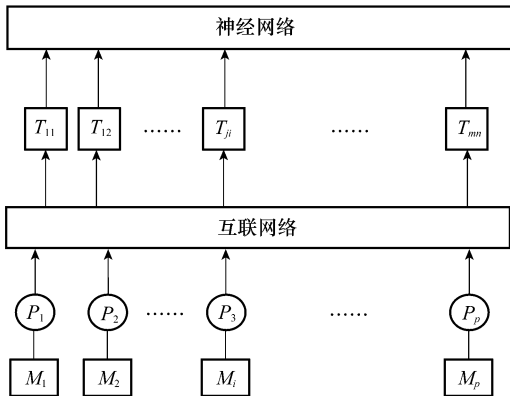 神经网络
T11 T12 …… Tji …… Tmn
互联网络
P1 P2 …… P3 …… Pp
M1 M2 Mi Mp